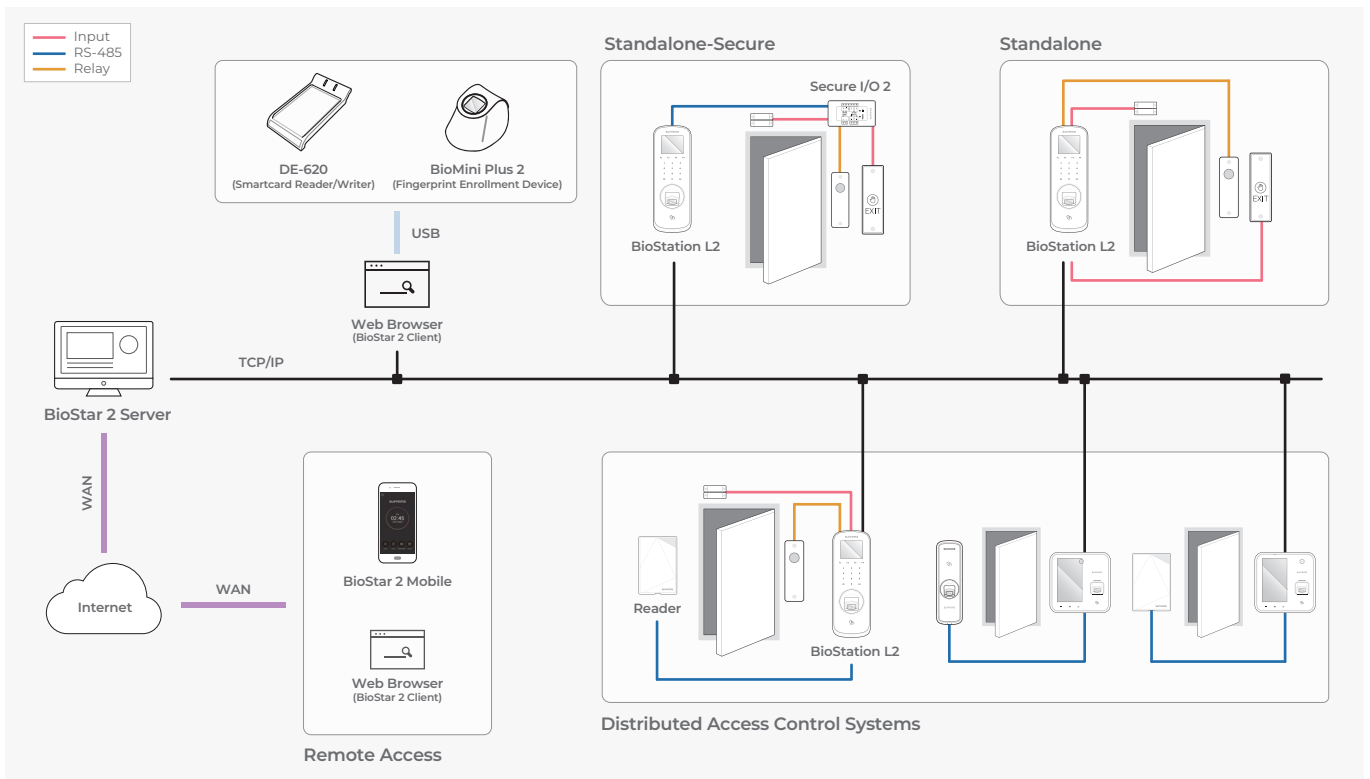 Input
RS-485
Relay
DE-620
(Smartcard Reader/Writer)
BioMini Plus 2
(Fingerprint Enrollment Device)
USB
Web Browser
(BioStar 2 Client)
Standalone-Secure
Secure I/O 2
BioStation L2
EXIT
Standalone
BioStation L2
EXIT
TCP/IP
BioStar 2 Server
WAN
Internet
WAN
BioStar 2 Mobile
Web Browser
(BioStar 2 Client)
Remote Access
Reader
BioStation L2
Distributed Access Control Systems